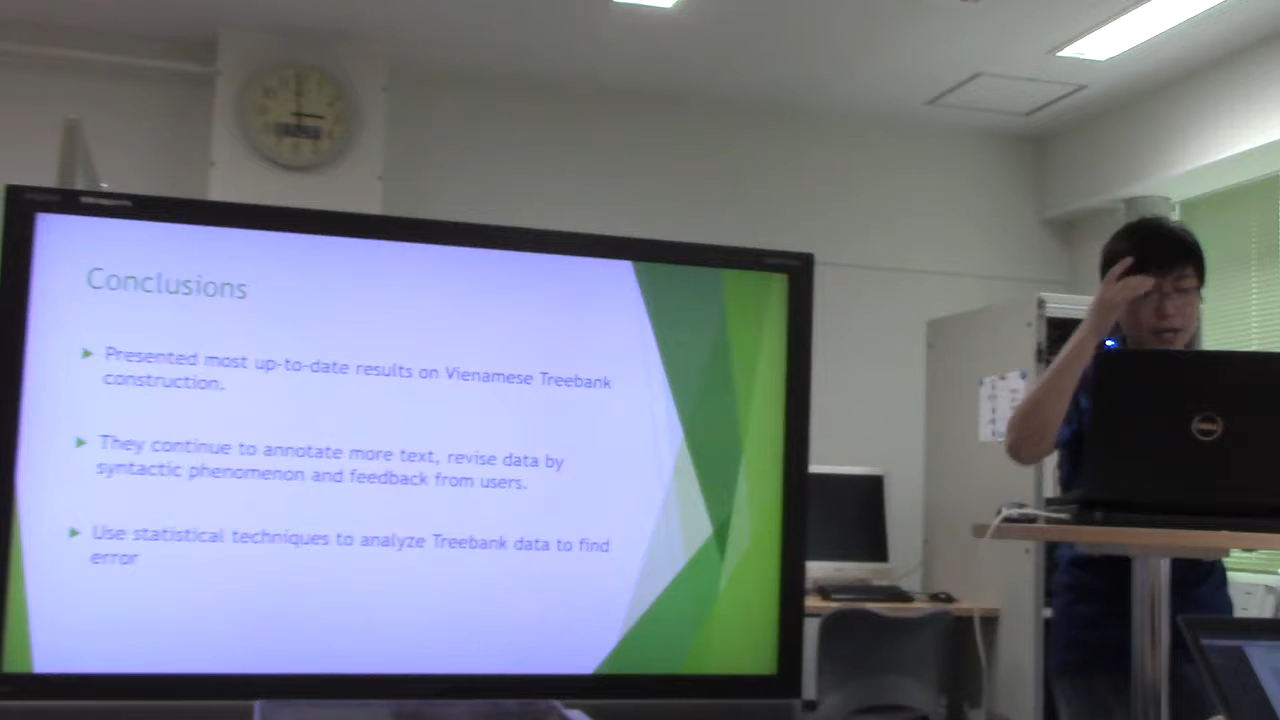 Conclusions
Presented most up-to-date results on Vienamese Treebank
construction.
They continue to annotate more text, revise data by
syntactic phenomenon and feedback from users.
Use statistical techniques to analyze Treebank data to find
error
DELL